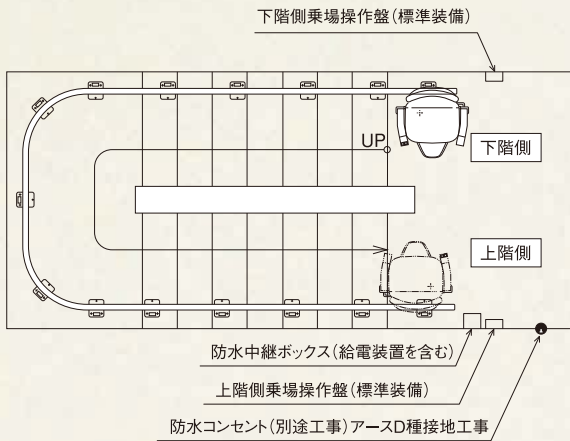 下階側乗場操作盤(標準装備)
UP
下階側
上階側
防水中継ボックス(給電装置を含む)
上階側乗場操作盤(標準装備)
防水コンセント(別途工事)アースD種接地工事